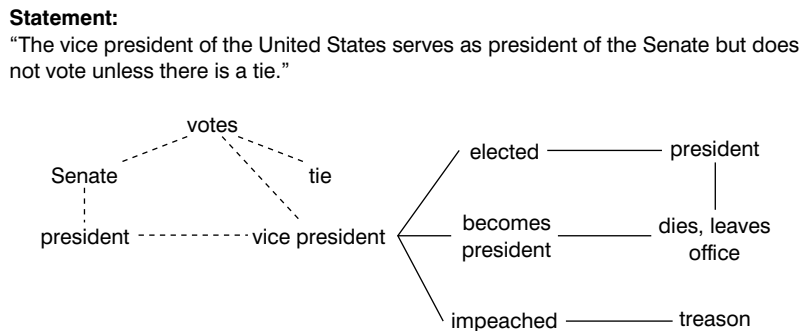 Statement:
“The vice president of the United States serves as president of the Senate but does
not vote unless there is a tie.”
votes
Senate
tie
president
vice president
elected
president
becomes
president
dies, leaves
office
impeached
treason